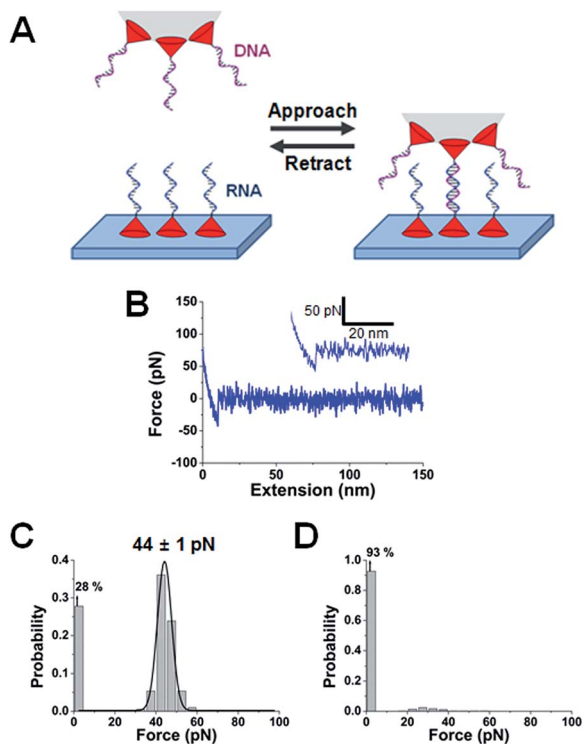 A
DNA
Approach
Retract
RNA
B
150
100
50
0
-50
-100
Force (pN)
50 pN
20 nm
0 50 100 150
Extension (nm)
C
44 ± 1 pN
0.4
0.3
0.2
0.1
0.0
Probability
28 %
0 20 40 60 80 100
Force (pN)
D
1.0
0.8
0.6
0.4
0.2
0.0
Probability
93 %
0 20 40 60 80 100
Force (pN)